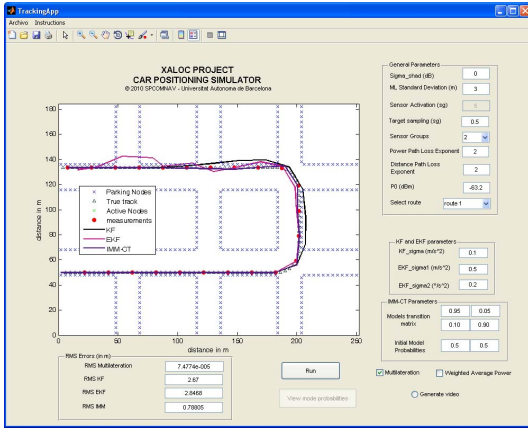 TrackingApp
Archivo Instructions
XALOC PROJECT
CAR POSITIONING SIMULATOR
© 2010 SPCOMNAV - Universitat Autonoma de Barcelona
180
160
140
120
100
80
60
40
20
0
distance in m
Parking Nodes
True track
Active Nodes
measurements
KF
EKF
IMM-CT
0 50 100 150 200 250
distance in m
General Parameters
Sigma_shad (dB) 0
ML Standard Deviation (m) 3
Sensor Activation (sg)
Target sampling (sg) 0.5
Sensor Groups 2
Power Path Loss Exponent 2
Distance Path Loss
Exponent 2
P0 (dBm) -63.2
Select route route 1
KF and EKF parameters
KF_sigma (m/s^2) 0.1
EKF_sigma1 (m/s^2) 0.5
EKF_sigma2 (º/s^2) 0.2
IMM-CT Parameters
Models transition
matrix
0.95 0.05
0.10 0.90
Initial Model
Probabilities
0.5 0.5
RMS Errors (in m)
RMS Multilateration 7.4774e-005
RMS KF 2.67
RMS EKF 2.8468
RMS IMM 0.78805
Run
View mode probabilities
Multilateration Weighted Average Power
Generate video